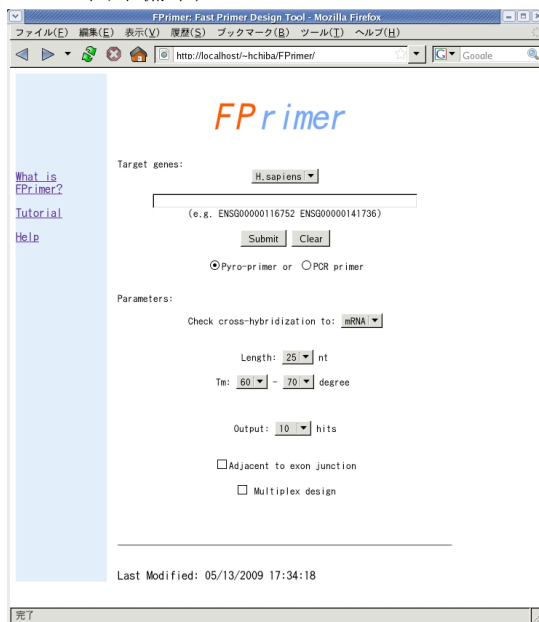 FPrimer: Fast Primer Design Tool - Mozilla Firefox
ファイル(F) 編集(E) 表示(V) 履歴(S) ブックマーク(B) ツール(T) ヘルプ(H)
http://localhost/~hchiba/FPrimer/
G Google
FPrimer
What is
FPrimer?
Tutorial
Help
Target genes:
H.sapiens
(e.g. ENSG00000116752 ENSG00000141736)
Submit Clear
Pyro-primer or PCR primer
Parameters:
Check cross-hybridization to: mRNA
Length: 25 nt
Tm: 60 - 70 degree
Output: 10 hits
Adjacent to exon junction
Multiplex design
Last Modified: 05/13/2009 17:34:18
完了